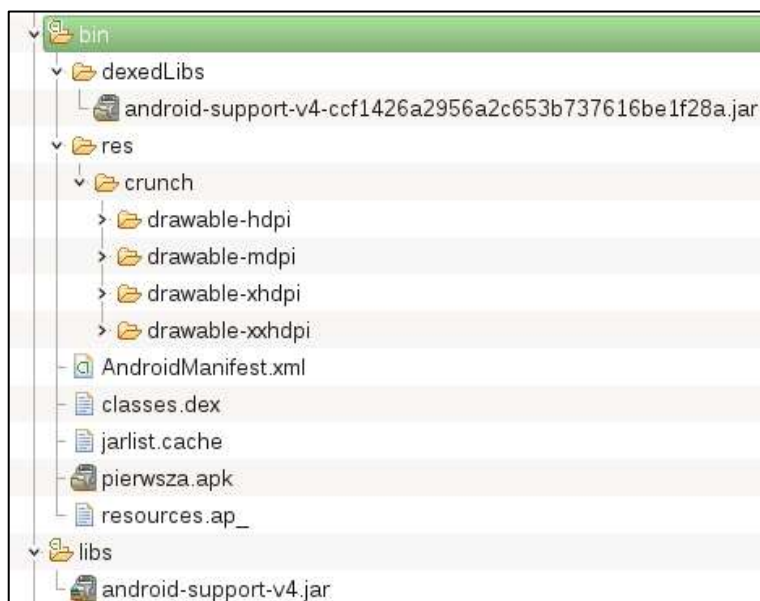 bin
dexedLibs
android-support-v4-ccf1426a2956a2c653b737616be1f28a.jar
res
crunch
drawable-hdpi
drawable-mdpi
drawable-xhdpi
drawable-xxhdpi
AndroidManifest.xml
classes.dex
jarlist.cache
pierwsza.apk
resources.ap_
libs
android-support-v4.jar